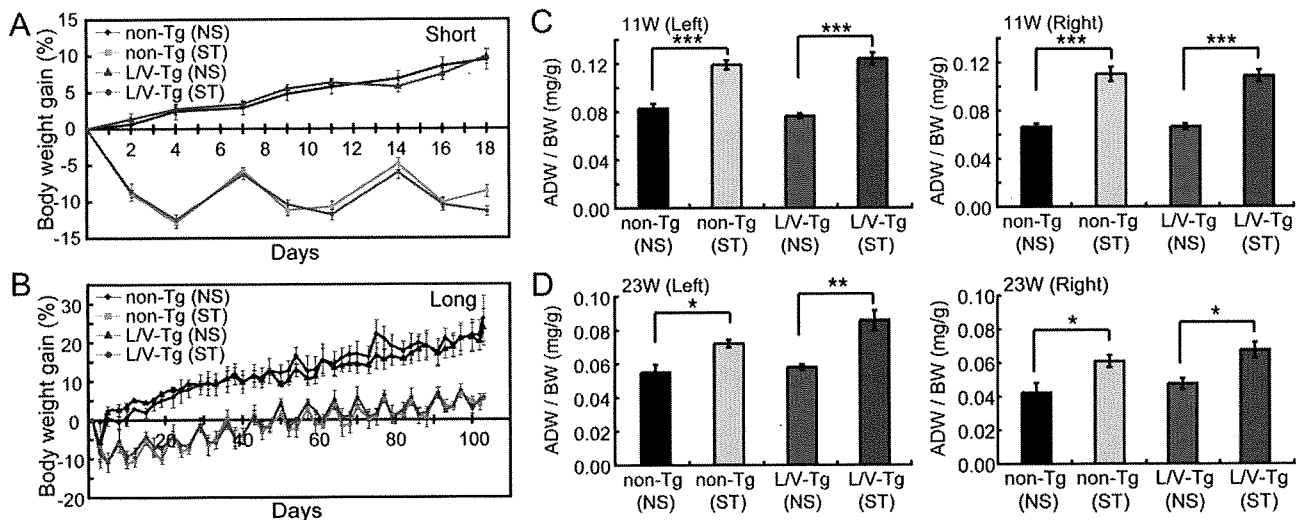 A
Body weight gain (%)
15
10
5
0
-5
-10
-15
non-Tg (NS)
non-Tg (ST)
L/V-Tg (NS)
L/V-Tg (ST)
Short
2 4 6 8 10 12 14 16 18
Days
B
Body weight gain (%)
30
20
10
0
-10
-20
non-Tg (NS)
non-Tg (ST)
L/V-Tg (NS)
L/V-Tg (ST)
Long
20 40 60 80 100
Days
C
11W (Left)
ADW / BW (mg/g)
0.12
0.08
0.04
0.00
*** ***
non-Tg non-Tg L/V-Tg L/V-Tg
(NS) (ST) (NS) (ST)
11W (Right)
ADW / BW (mg/g)
0.12
0.08
0.04
0.00
*** ***
non-Tg non-Tg L/V-Tg L/V-Tg
(NS) (ST) (NS) (ST)
D
23W (Left)
ADW / BW (mg/g)
0.10
0.08
0.06
0.04
0.02
0.00
* **
non-Tg non-Tg L/V-Tg L/V-Tg
(NS) (ST) (NS) (ST)
23W (Right)
ADW / BW (mg/g)
0.10
0.08
0.06
0.04
0.02
0.00
* *
non-Tg non-Tg L/V-Tg L/V-Tg
(NS) (ST) (NS) (ST)